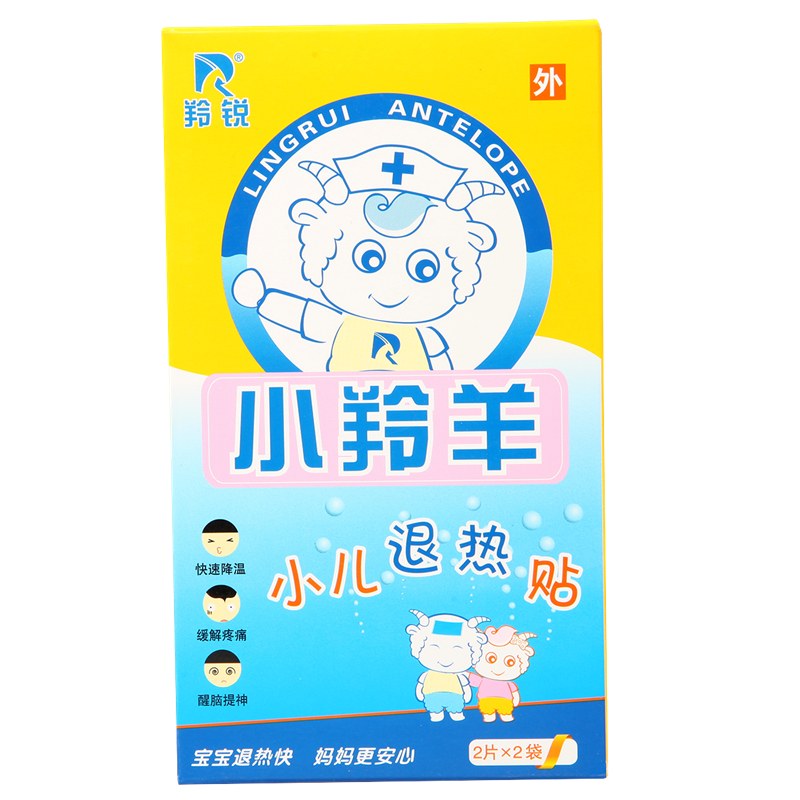 羚锐
®
外
LINGRUI ANTELOPE
小羚羊
小儿退热贴
快速降温
缓解疼痛
醒脑提神
宝宝退热快 妈妈更安心
2片×2袋